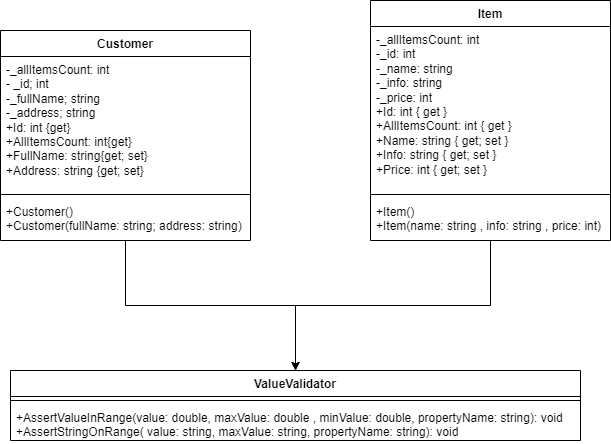 Customer
-_allItemsCount: int
- _id; int
-_fullName; string
-_address; string
+Id: int {get}
+AllItemsCount: int{get}
+FullName: string{get; set}
+Address: string {get; set}
+Customer()
+Customer(fullName: string; address: string)
Item
-_allItemsCount: int
-_id: int
-_name: string
-_info: string
-_price: int
+Id: int { get }
+AllItemsCount: int { get }
+Name: string { get; set }
+Info: string { get; set }
+Price: int { get; set }
+Item()
+Item(name: string , info: string , price: int)
ValueValidator
+AssertValueInRange(value: double, maxValue: double , minValue: double, propertyName: string): void
+AssertStringOnRange( value: string, maxValue: string, propertyName: string): void